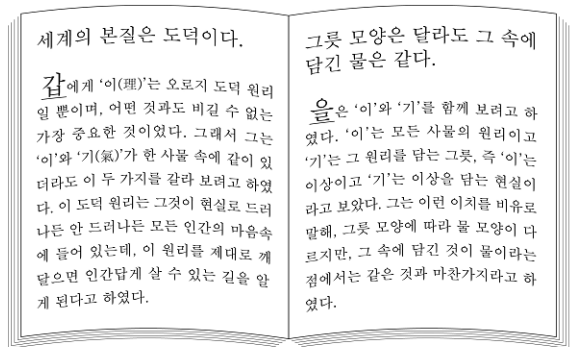 세계의 본질은 도덕이다.
갑에게 ‘이(理)’는 오로지 도덕 원리
일 뿐이며, 어떤 것과도 비길 수 없는
가장 중요한 것이었다. 그래서 그는
‘이’와 ‘기(氣)’가 한 사물 속에 같이 있
더라도 이 두 가지를 갈라 보려고 하였
다. 이 도덕 원리는 그것이 현실로 드러
나든 안 드러나든 모든 인간의 마음속
에 들어 있는데, 이 원리를 제대로 깨
달으면 인간답게 살 수 있는 길을 알
게 된다고 하였다.
그릇 모양은 달라도 그 속에
담긴 물은 같다.
을은 ‘이’와 ‘기’를 함께 보려고 하
였다. ‘이’는 모든 사물의 원리이고
‘기’는 그 원리를 담는 그릇, 즉 ‘이’는
이상이고 ‘기’는 이상을 담는 현실이
라고 보았다. 그는 이런 이치를 비유로
말해, 그릇 모양에 따라 물 모양이 다
르지만, 그 속에 담긴 것이 물이라는
점에서는 같은 것과 마찬가지라고 하
였다.